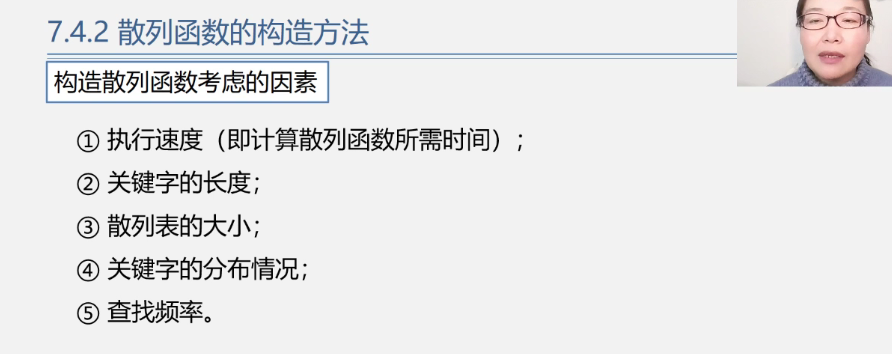 7.4.2 散列函数的构造方法
构造散列函数考虑的因素
① 执行速度（即计算散列函数所需时间）；
② 关键字的长度；
③ 散列表的大小；
④ 关键字的分布情况；
⑤ 查找频率。